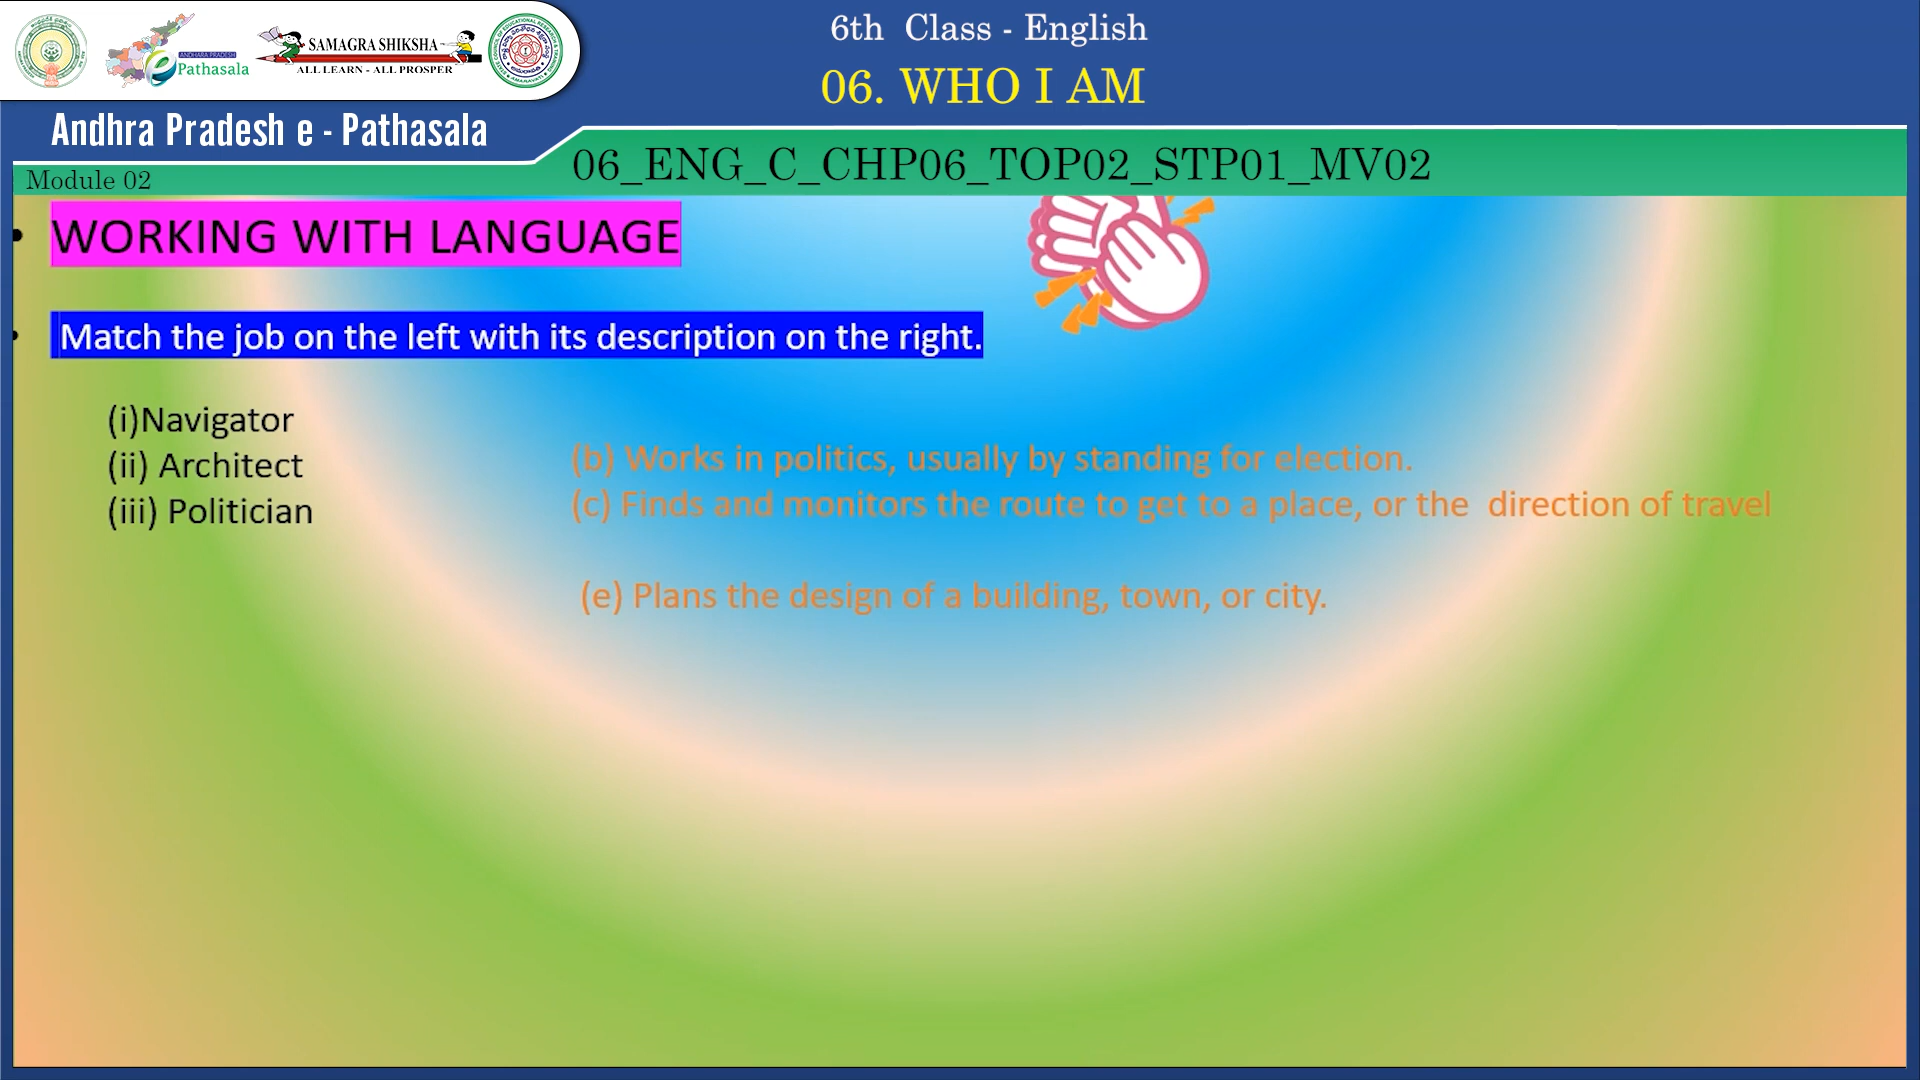 6th Class - English
06. WHO I AM
ANDHRA PRADESH
e Pathasala
SAMAGRA SHIKSHA
ALL LEARN - ALL PROSPER
Andhra Pradesh e - Pathasala
06_ENG_C_CHP06_TOP02_STP01_MV02
Module 02
• WORKING WITH LANGUAGE
• Match the job on the left with its description on the right.
(i)Navigator
(ii) Architect
(b) Works in politics, usually by standing for election.
(iii) Politician
(c) Finds and monitors the route to get to a place, or the direction of travel
(e) Plans the design of a building, town, or city.